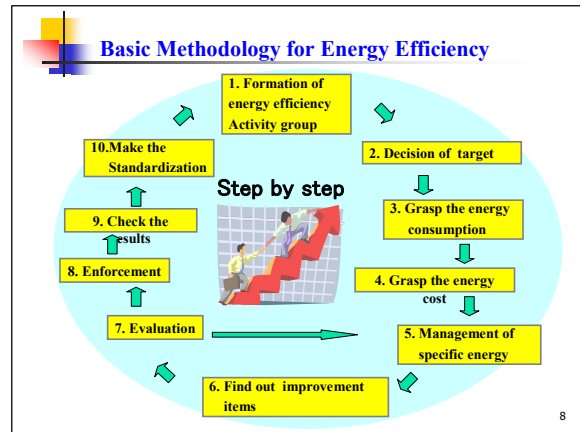 Basic Methodology for Energy Efficiency
1. Formation of
energy efficiency
Activity group
2. Decision of target
3. Grasp the energy
consumption
4. Grasp the energy
cost
5. Management of
specific energy
6. Find out improvement
items
7. Evaluation
8. Enforcement
9. Check the
esults
10.Make the
Standardization
Step by step
8